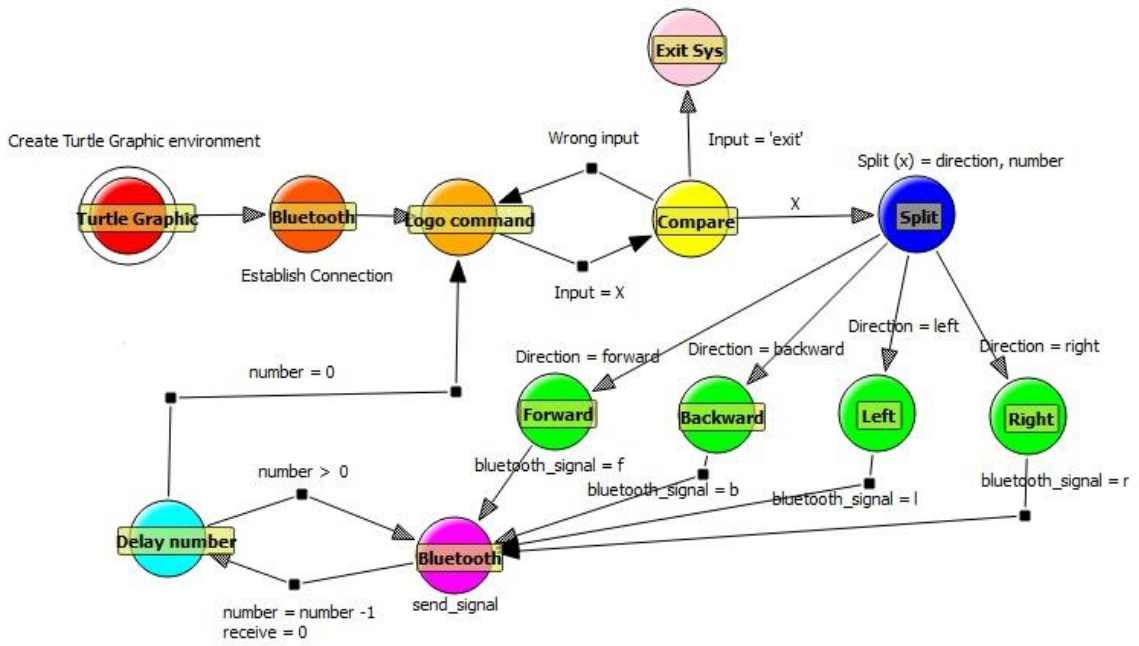 Exit Sys
Create Turtle Graphic environment
Wrong input
Input = 'exit'
Split (x) = direction, number
Turtle Graphic
Bluetooth
Logo command
Compare
X
Split
Establish Connection
Input = X
Direction = left
Direction = forward
Direction = backward
Direction = right
number = 0
Forward
Backward
Left
Right
number > 0
bluetooth_signal = f
bluetooth_signal = b
bluetooth_signal = l
bluetooth_signal = r
Delay number
Bluetooth
send_signal
number = number -1
receive = 0